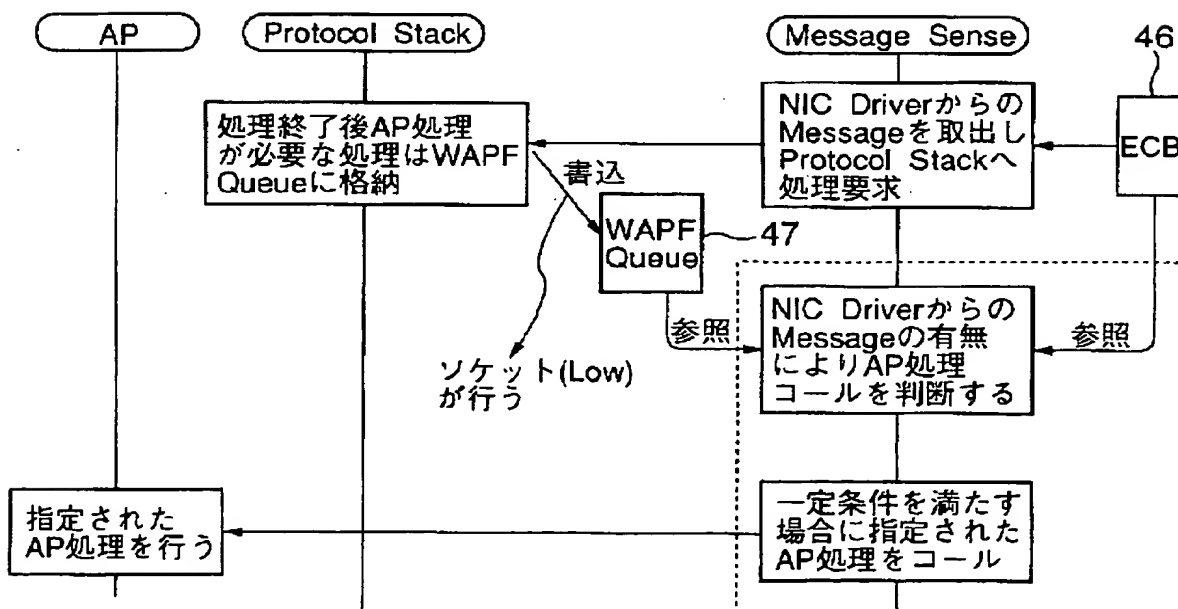 AP
Protocol Stack
Message Sense
46
処理終了後AP処理
が必要な処理はWAPF
Queueに格納
NIC Driverからの
Messageを取出し
Protocol Stackへ
処理要求
ECB
書込
WAPF
Queue
47
参照
NIC Driverからの
Messageの有無
によりAP処理
コールを判断する
参照
ソケット(Low)
が行う
指定された
AP処理を行う
一定条件を満たす
場合に指定された
AP処理をコール